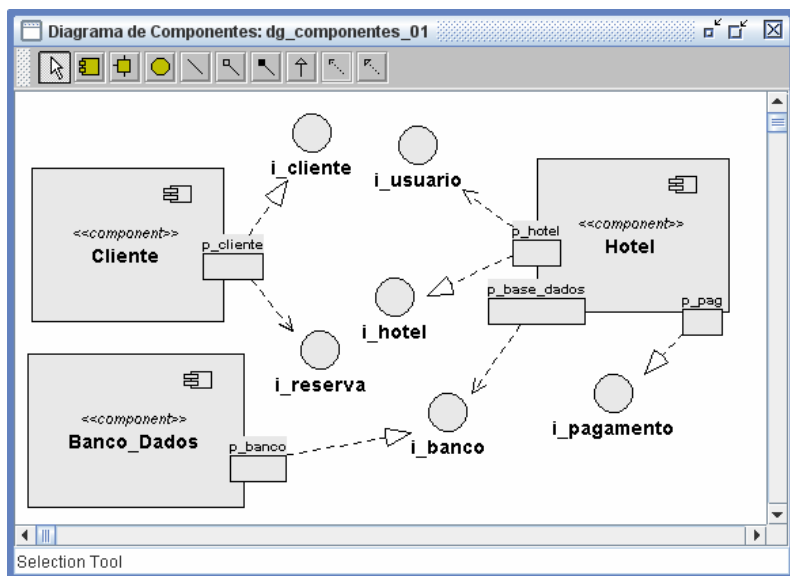 Diagrama de Componentes: dg_componentes_01
i_cliente
i_usuario
<<component>>
Cliente
p_cliente
p_hotel
<<component>>
Hotel
p_base_dados
p_pag
i_hotel
i_reserva
<<component>>
Banco_Dados
p_banco
i_banco
i_pagamento
Selection Tool